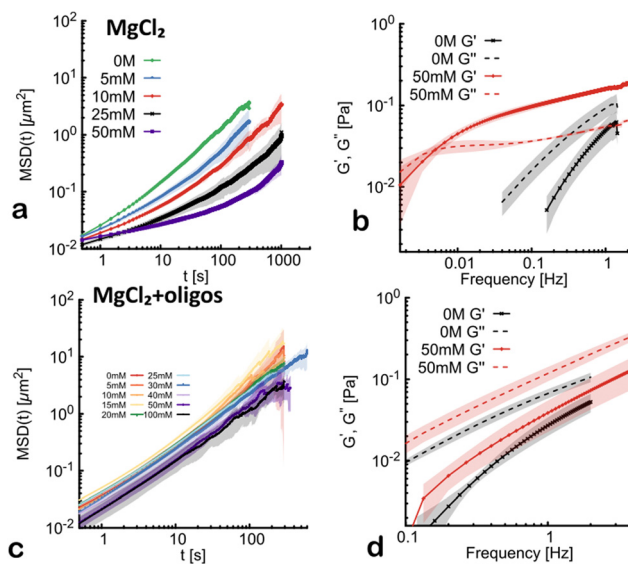 MgCl₂
0M
5mM
10mM
25mM
50mM
MSD(t) [μm²]
10²
10¹
10⁰
10⁻¹
10⁻²
1 10 100 1000
t [s]
a
0M G'
0M G''
50mM G'
50mM G''
G', G'' [Pa]
10⁰
10⁻¹
10⁻²
0.01 0.1 1
Frequency [Hz]
b
MgCl₂+oligos
0mM 25mM
5mM 30mM
10mM 40mM
15mM 50mM
20mM 100mM
MSD(t) [μm²]
10²
10¹
10⁰
10⁻¹
10⁻²
1 10 100
t [s]
c
0M G'
0M G''
50mM G'
50mM G''
G', G'' [Pa]
10⁰
10⁻¹
10⁻²
0.1 1
Frequency [Hz]
d